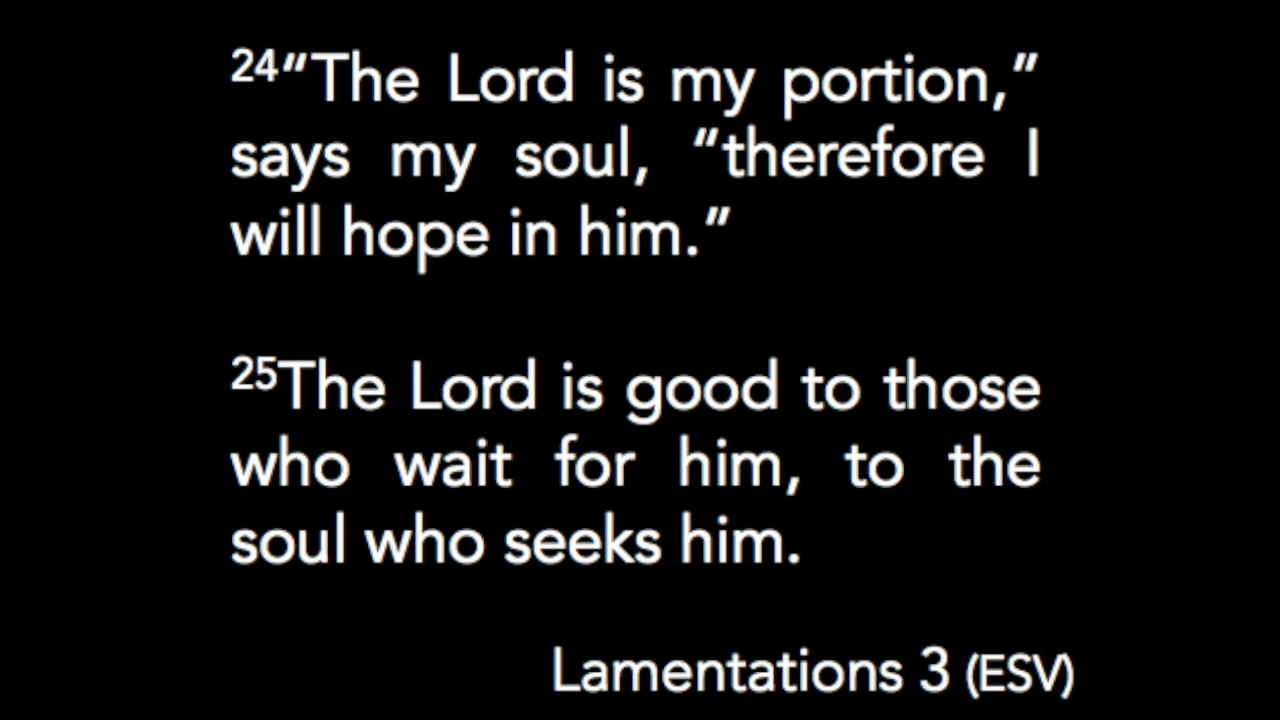 24“The Lord is my portion,”
says my soul, “therefore I
will hope in him.”
25The Lord is good to those
who wait for him, to the
soul who seeks him.
Lamentations 3 (ESV)